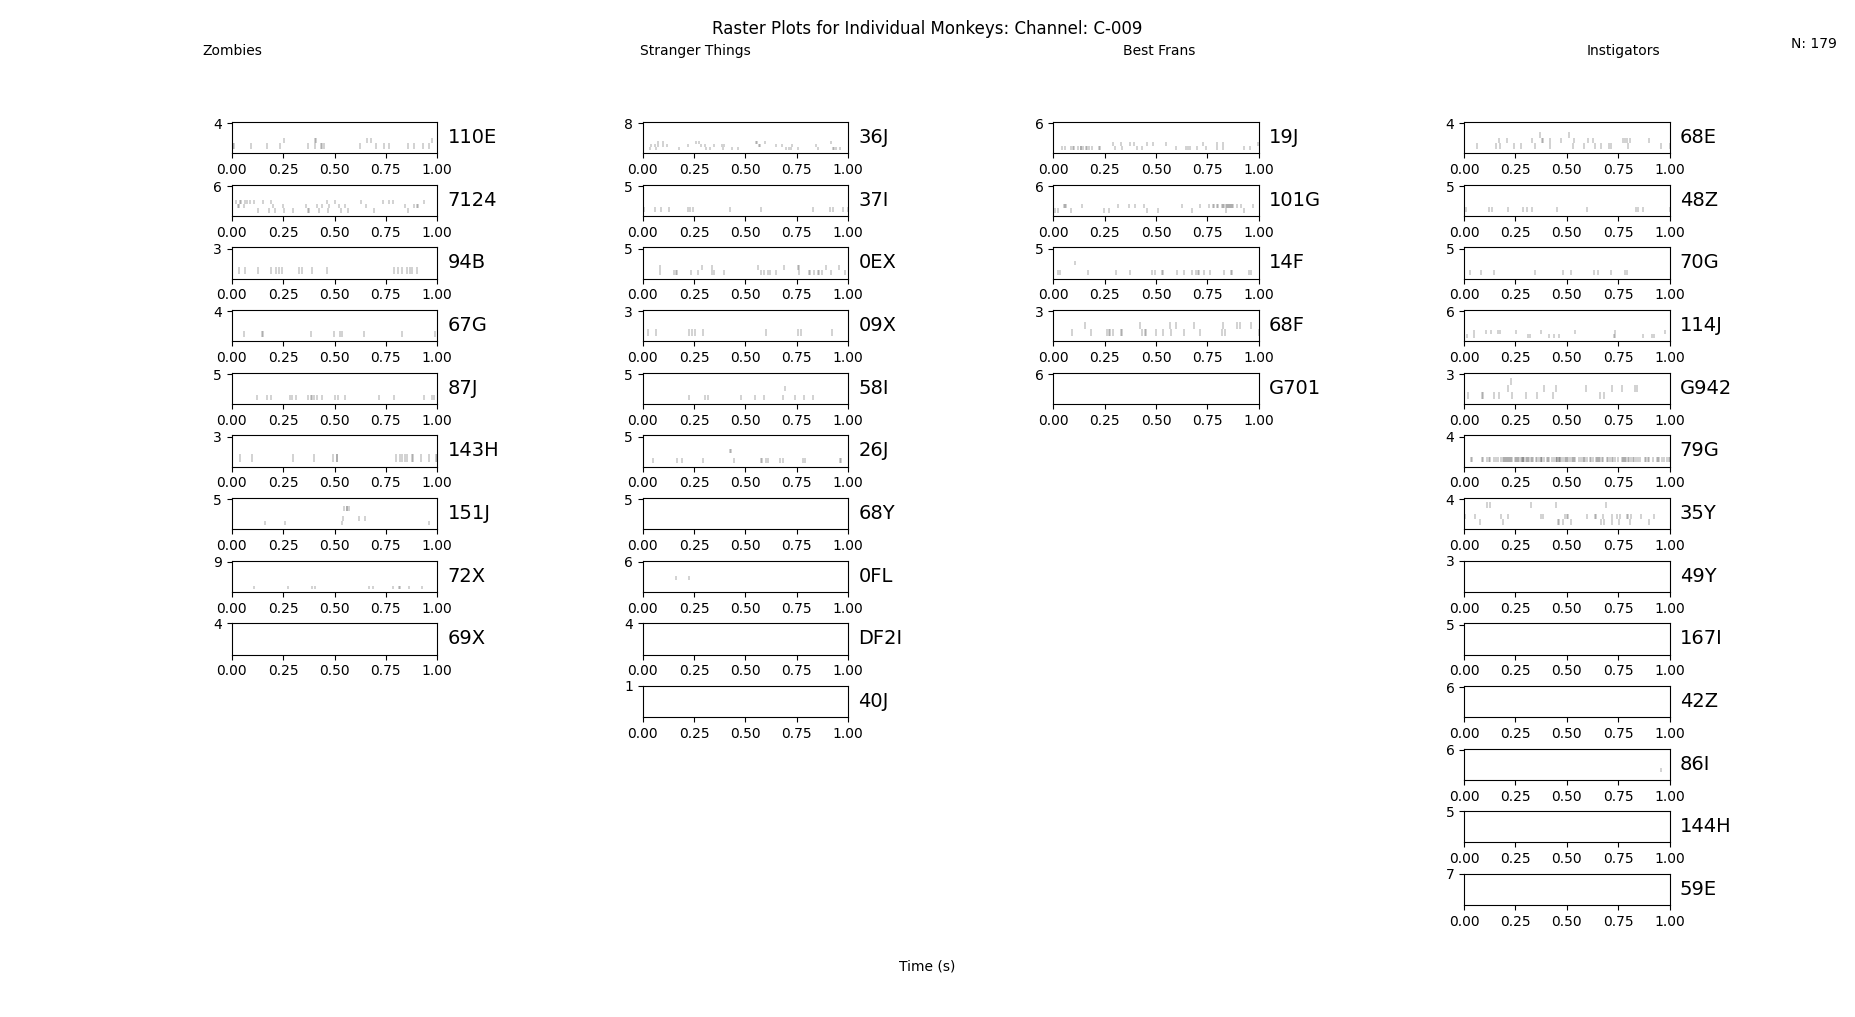 Raster Plots for Individual Monkeys: Channel: C-009
N: 179
Zombies Stranger Things Best Frans Instigators
4 110E 8 36J 6 19J 4 68E
0.00 0.25 0.50 0.75 1.00 0.00 0.25 0.50 0.75 1.00 0.00 0.25 0.50 0.75 1.00 0.00 0.25 0.50 0.75 1.00
6 7124 5 37I 6 101G 5 48Z
0.00 0.25 0.50 0.75 1.00 0.00 0.25 0.50 0.75 1.00 0.00 0.25 0.50 0.75 1.00 0.00 0.25 0.50 0.75 1.00
3 94B 5 0EX 5 14F 5 70G
0.00 0.25 0.50 0.75 1.00 0.00 0.25 0.50 0.75 1.00 0.00 0.25 0.50 0.75 1.00 0.00 0.25 0.50 0.75 1.00
4 67G 3 09X 3 68F 6 114J
0.00 0.25 0.50 0.75 1.00 0.00 0.25 0.50 0.75 1.00 0.00 0.25 0.50 0.75 1.00 0.00 0.25 0.50 0.75 1.00
5 87J 5 58I 6 G701 3 G942
0.00 0.25 0.50 0.75 1.00 0.00 0.25 0.50 0.75 1.00 0.00 0.25 0.50 0.75 1.00 0.00 0.25 0.50 0.75 1.00
3 143H 5 26J 4 79G
0.00 0.25 0.50 0.75 1.00 0.00 0.25 0.50 0.75 1.00 0.00 0.25 0.50 0.75 1.00
5 151J 5 68Y 4 35Y
0.00 0.25 0.50 0.75 1.00 0.00 0.25 0.50 0.75 1.00 0.00 0.25 0.50 0.75 1.00
9 72X 6 0FL 3 49Y
0.00 0.25 0.50 0.75 1.00 0.00 0.25 0.50 0.75 1.00 0.00 0.25 0.50 0.75 1.00
4 69X 4 DF2I 5 167I
0.00 0.25 0.50 0.75 1.00 0.00 0.25 0.50 0.75 1.00 0.00 0.25 0.50 0.75 1.00
1 40J 6 42Z
0.00 0.25 0.50 0.75 1.00 0.00 0.25 0.50 0.75 1.00
6 86I
0.00 0.25 0.50 0.75 1.00
5 144H
0.00 0.25 0.50 0.75 1.00
7 59E
0.00 0.25 0.50 0.75 1.00
Time (s)